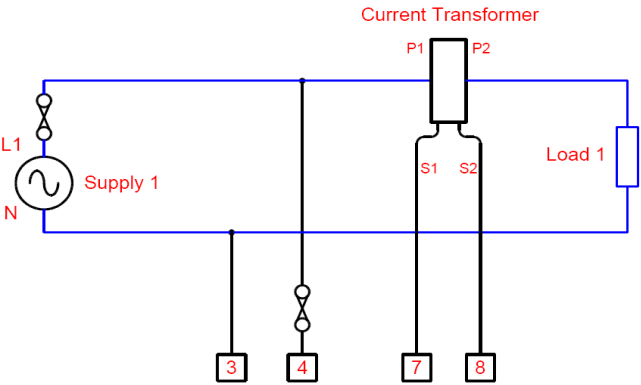 Current Transformer
P1 P2
L1
Supply 1
Load 1
S1 S2
N
3 4 7 8